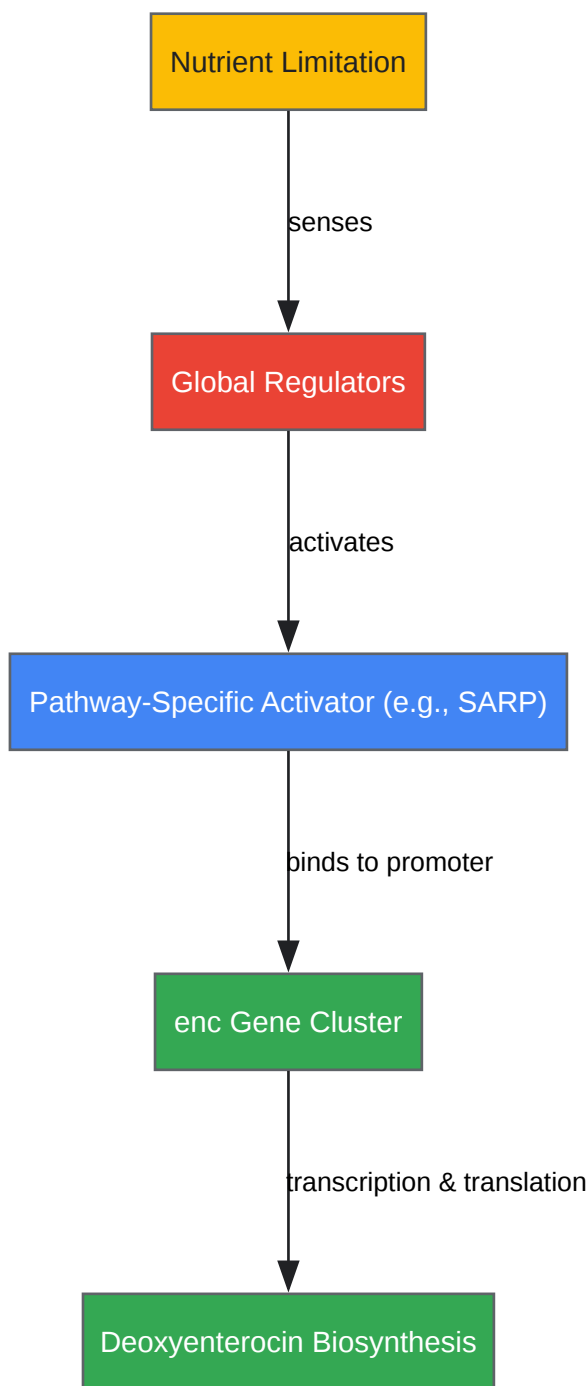 Nutrient Limitation
senses
Global Regulators
activates
Pathway-Specific Activator (e.g., SARP)
binds to promoter
enc Gene Cluster
transcription & translation
Deoxyenterocin Biosynthesis